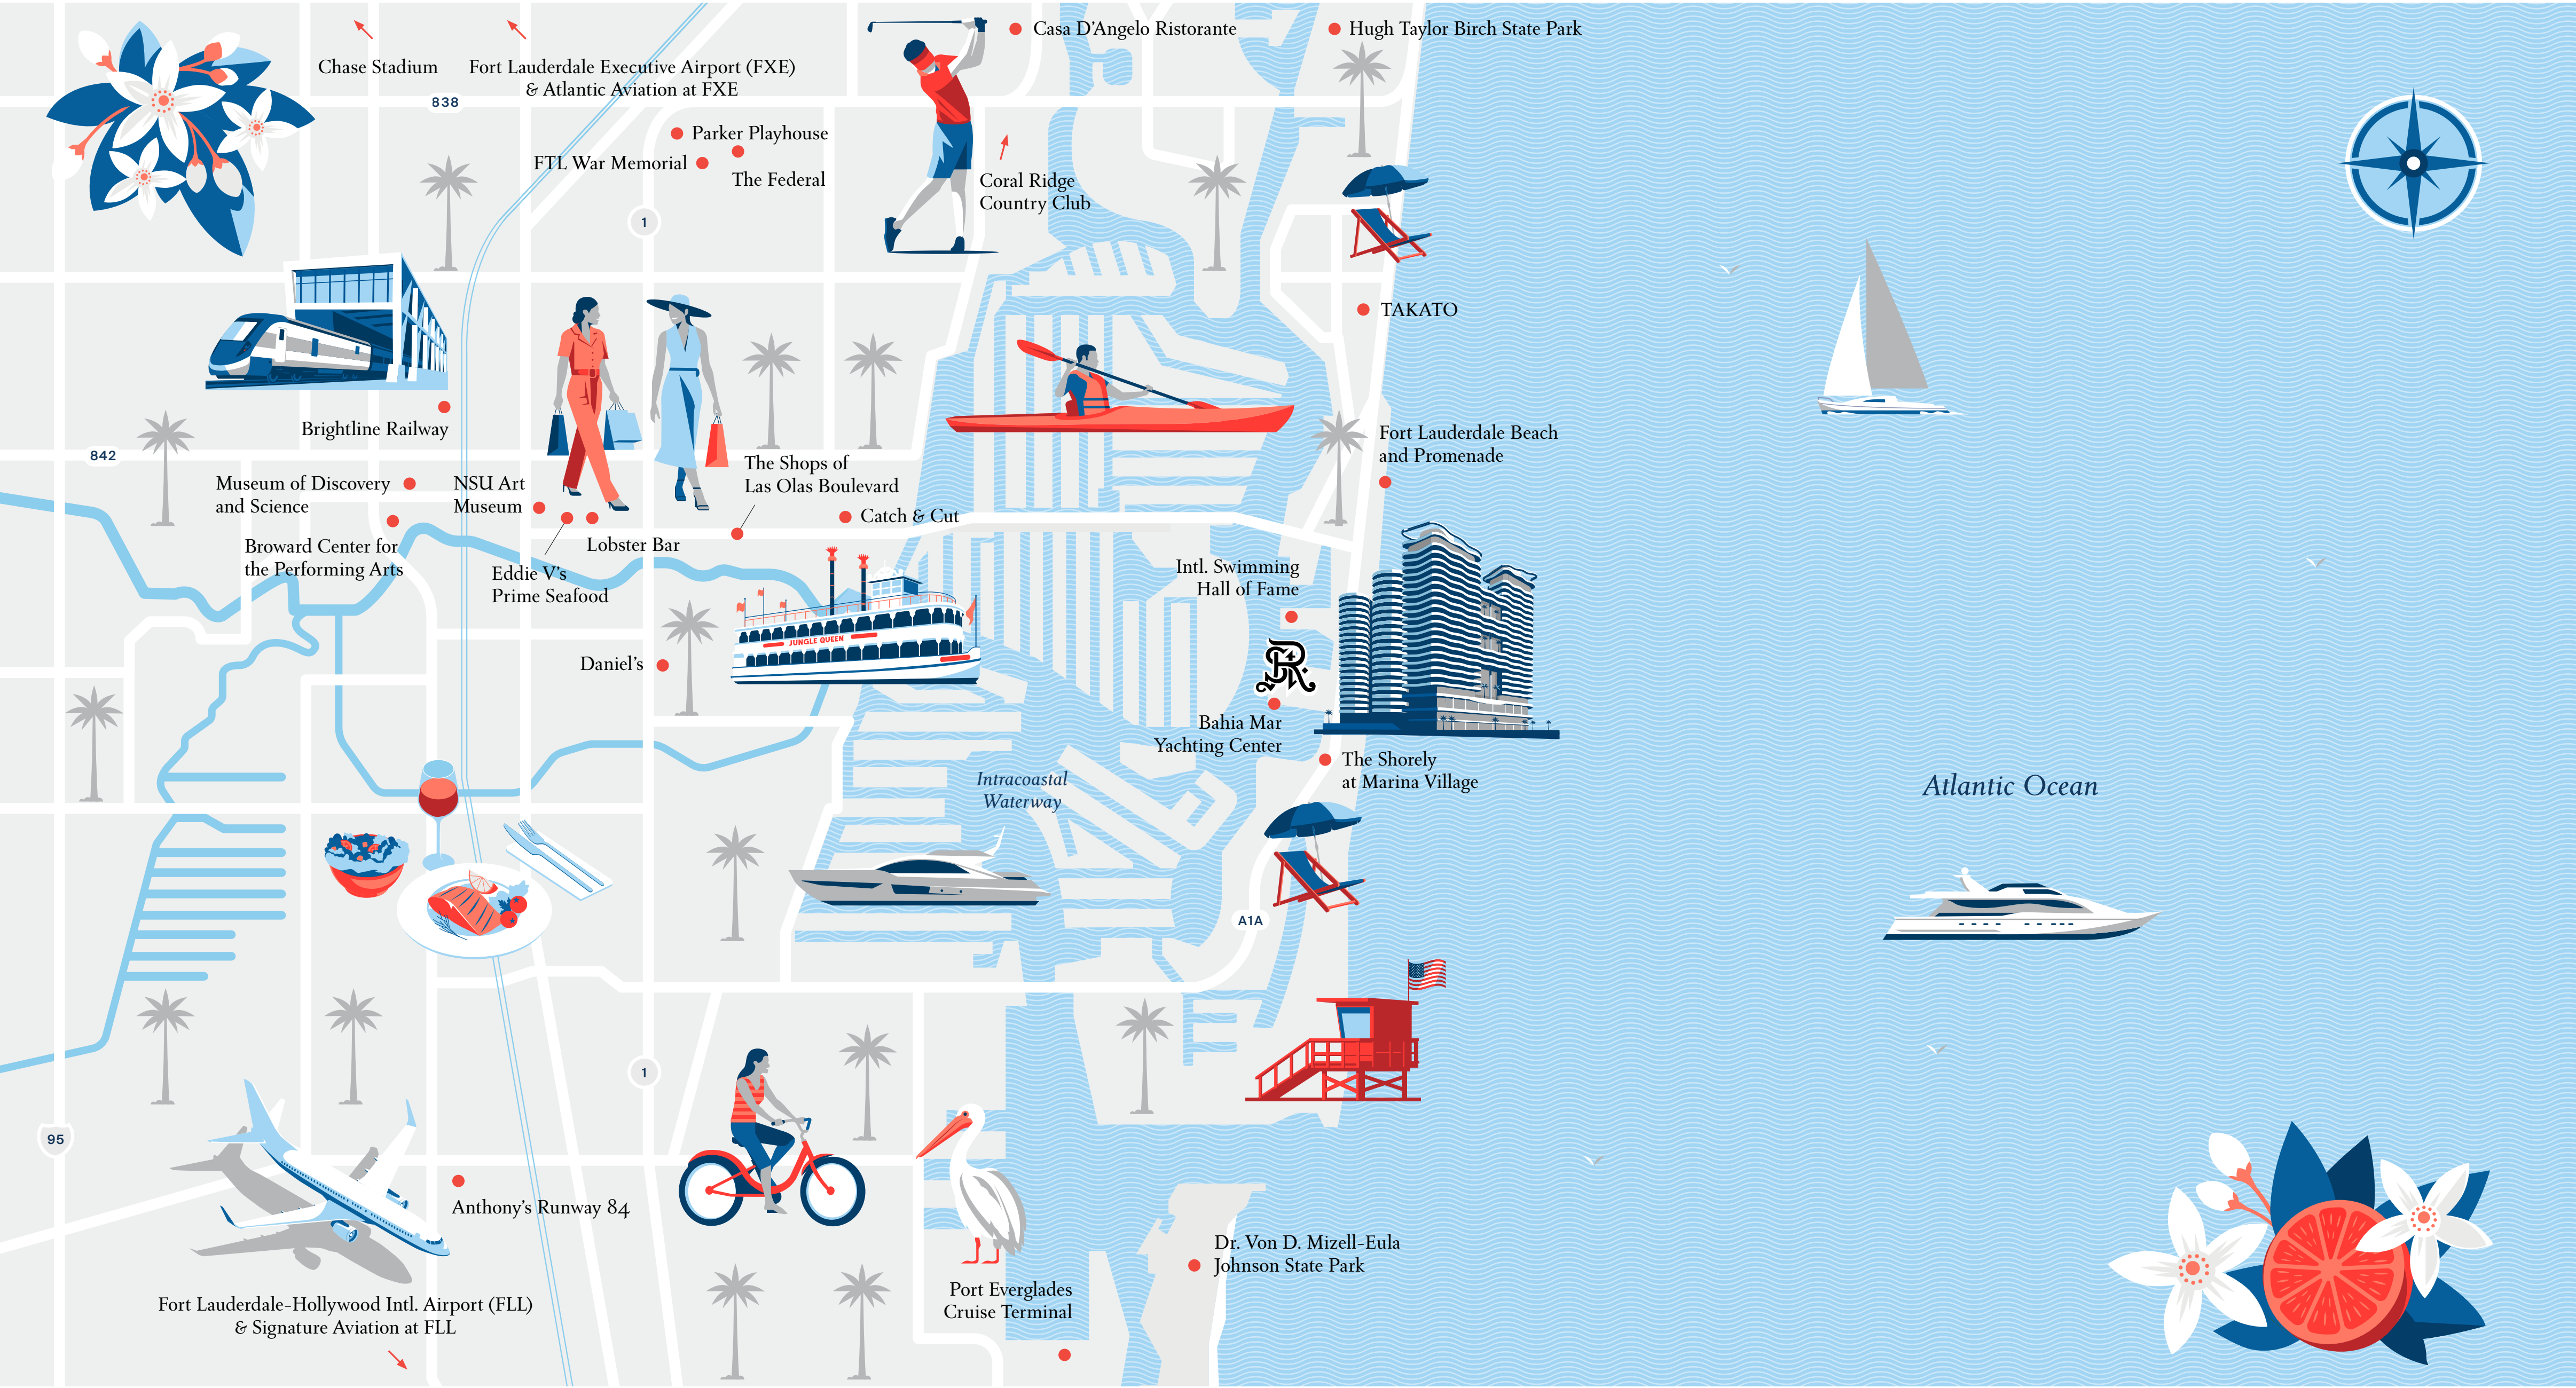 Casa D'Angelo Ristorante
Hugh Taylor Birch State Park
Chase Stadium
Fort Lauderdale Executive Airport (FXE)
& Atlantic Aviation at FXE
838
Parker Playhouse
FTL War Memorial
The Federal
Coral Ridge
Country Club
1
TAKATO
Brightline Railway
Fort Lauderdale Beach
and Promenade
842
The Shops of
Las Olas Boulevard
Museum of Discovery
and Science
NSU Art
Museum
Catch & Cut
Lobster Bar
Broward Center for
the Performing Arts
Eddie V's
Prime Seafood
Intl. Swimming
Hall of Fame
JUNGLE QUEEN
Daniel's
R
Bahia Mar
Yachting Center
The Shorely
at Marina Village
Intracoastal
Waterway
Atlantic Ocean
A1A
1
95
Anthony's Runway 84
Dr. Von D. Mizell-Eula
Johnson State Park
Port Everglades
Cruise Terminal
Fort Lauderdale-Hollywood Intl. Airport (FLL)
& Signature Aviation at FLL